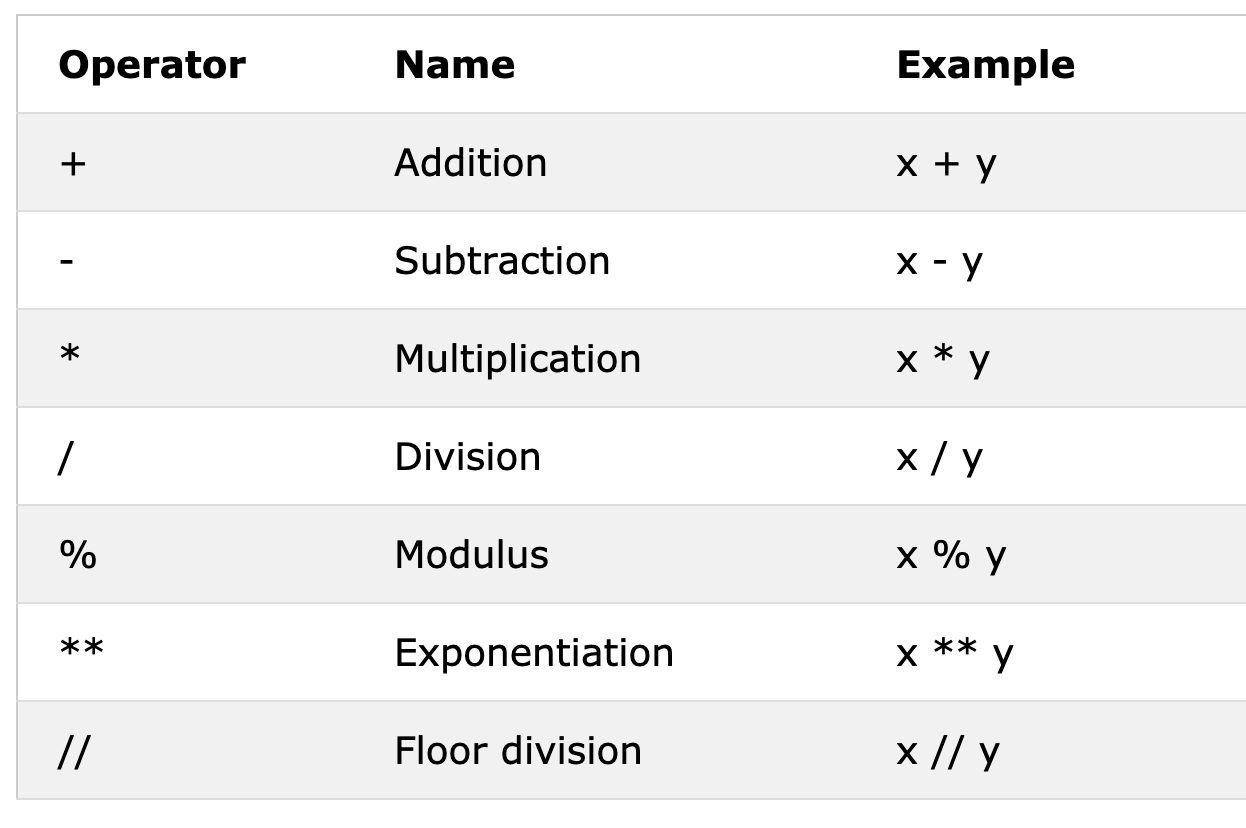 Operator Name Example
+ Addition x + y
- Subtraction x - y
* Multiplication x * y
/ Division x / y
% Modulus x % y
** Exponentiation x ** y
// Floor division x // y